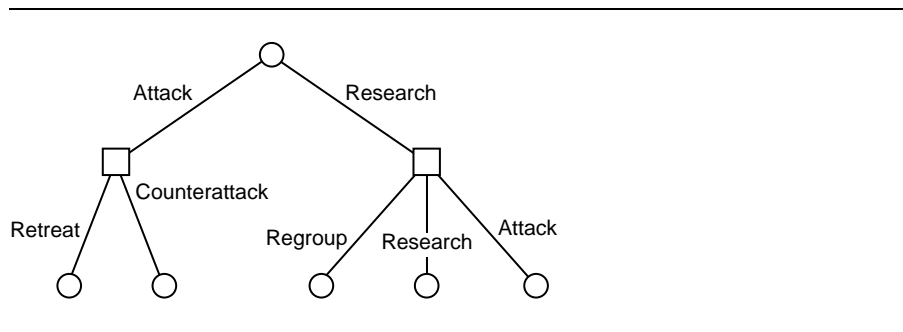 Attack
Research
Counterattack
Retreat
Regroup
Research
Attack